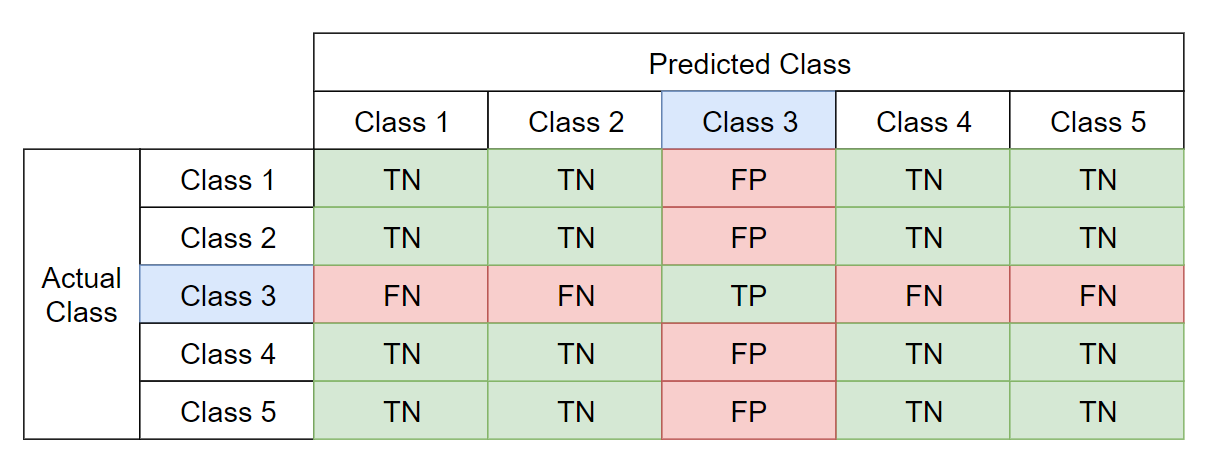 Predicted Class
Class 1 Class 2 Class 3 Class 4 Class 5
Class 1 TN TN FP TN TN
Class 2 TN TN FP TN TN
Actual
Class
Class 3 FN FN TP FN FN
Class 4 TN TN FP TN TN
Class 5 TN TN FP TN TN